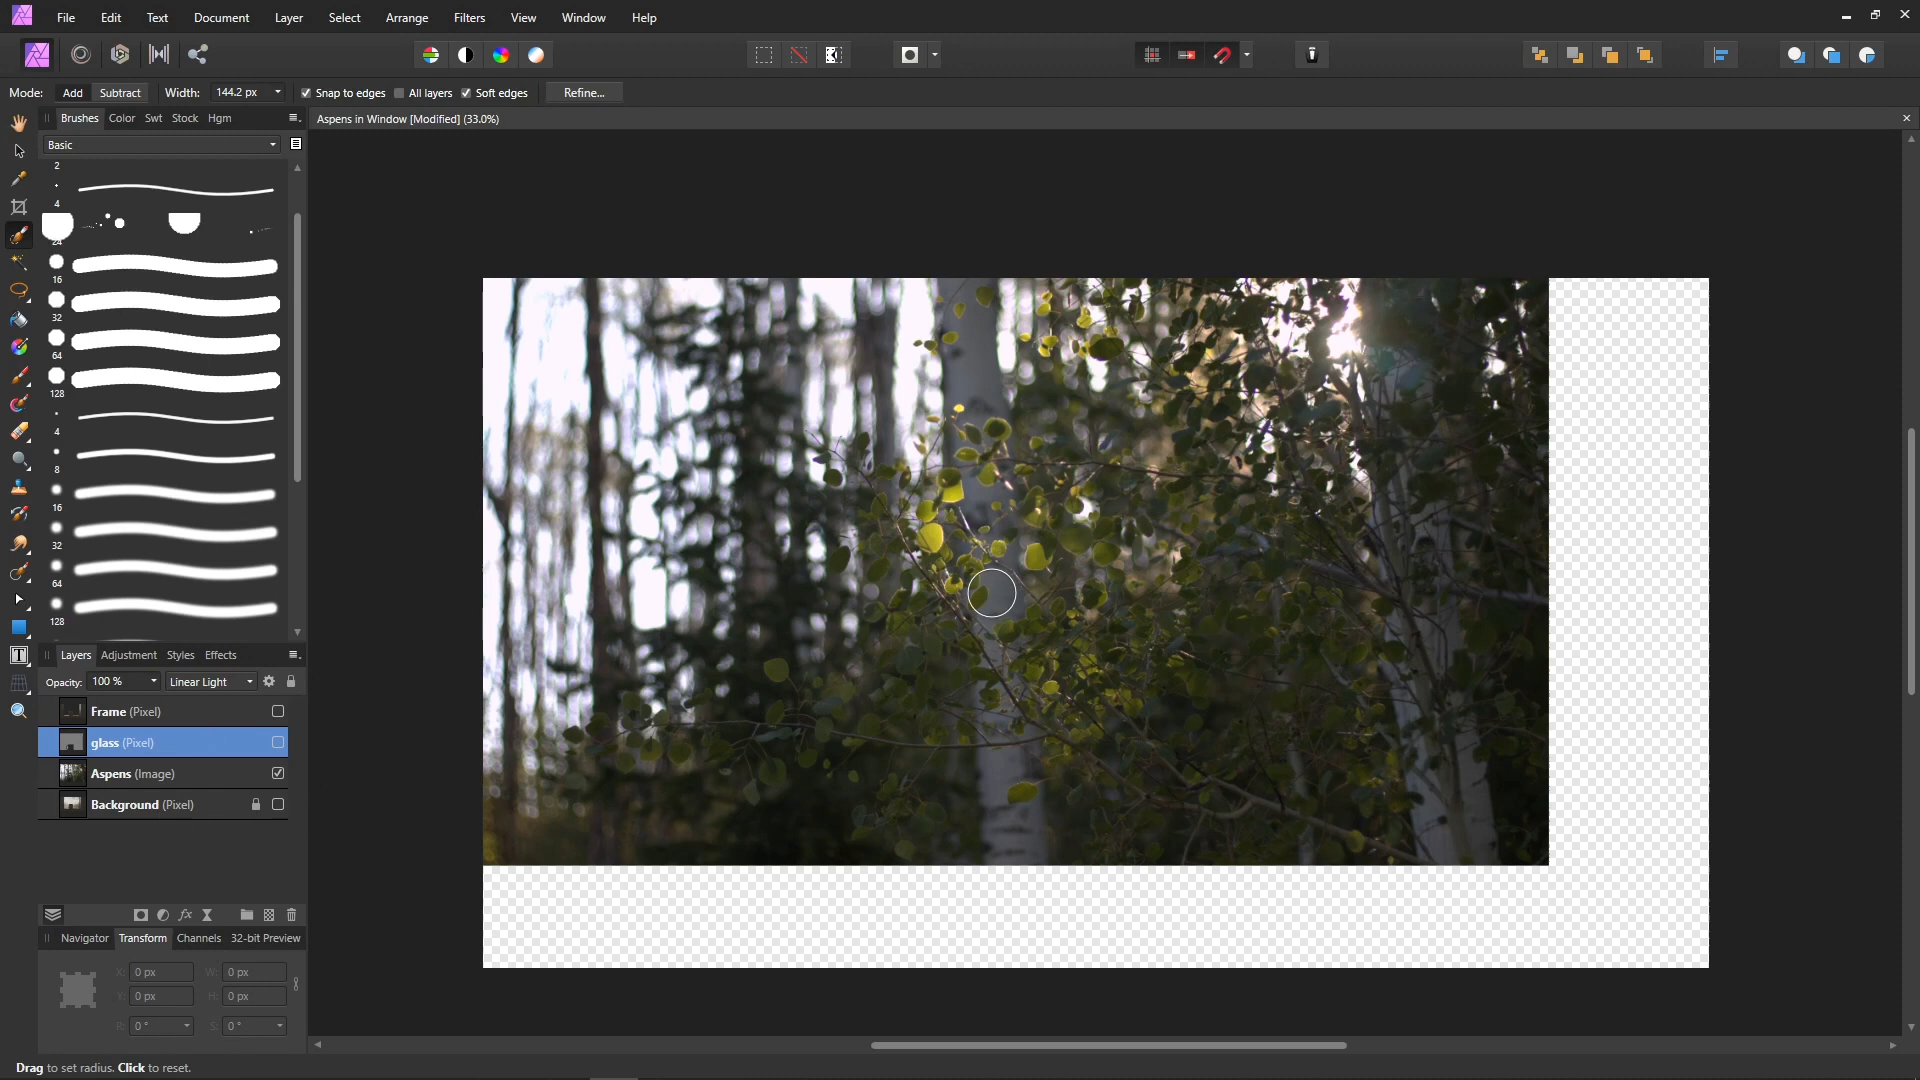 File Edit Text Document Layer Select Arrange Filters View Window Help
Mode: Add Subtract Width: 144.2 px Snap to edges All layers Soft edges Refine...
Brushes Color Swt Stock Hgm
Aspens in Window [Modified] (33.0%)
Basic
2
4
24
16
32
64
128
4
8
16
32
64
128
Layers Adjustment Styles Effects
Opacity: 100 % Linear Light
Frame (Pixel)
glass (Pixel)
Aspens (Image)
Background (Pixel)
fx
Navigator Transform Channels 32-bit Preview
X: 0 px W: 0 px
Y: 0 px H: 0 px
R: 0 ° S: 0 °
Drag to set radius. Click to reset.